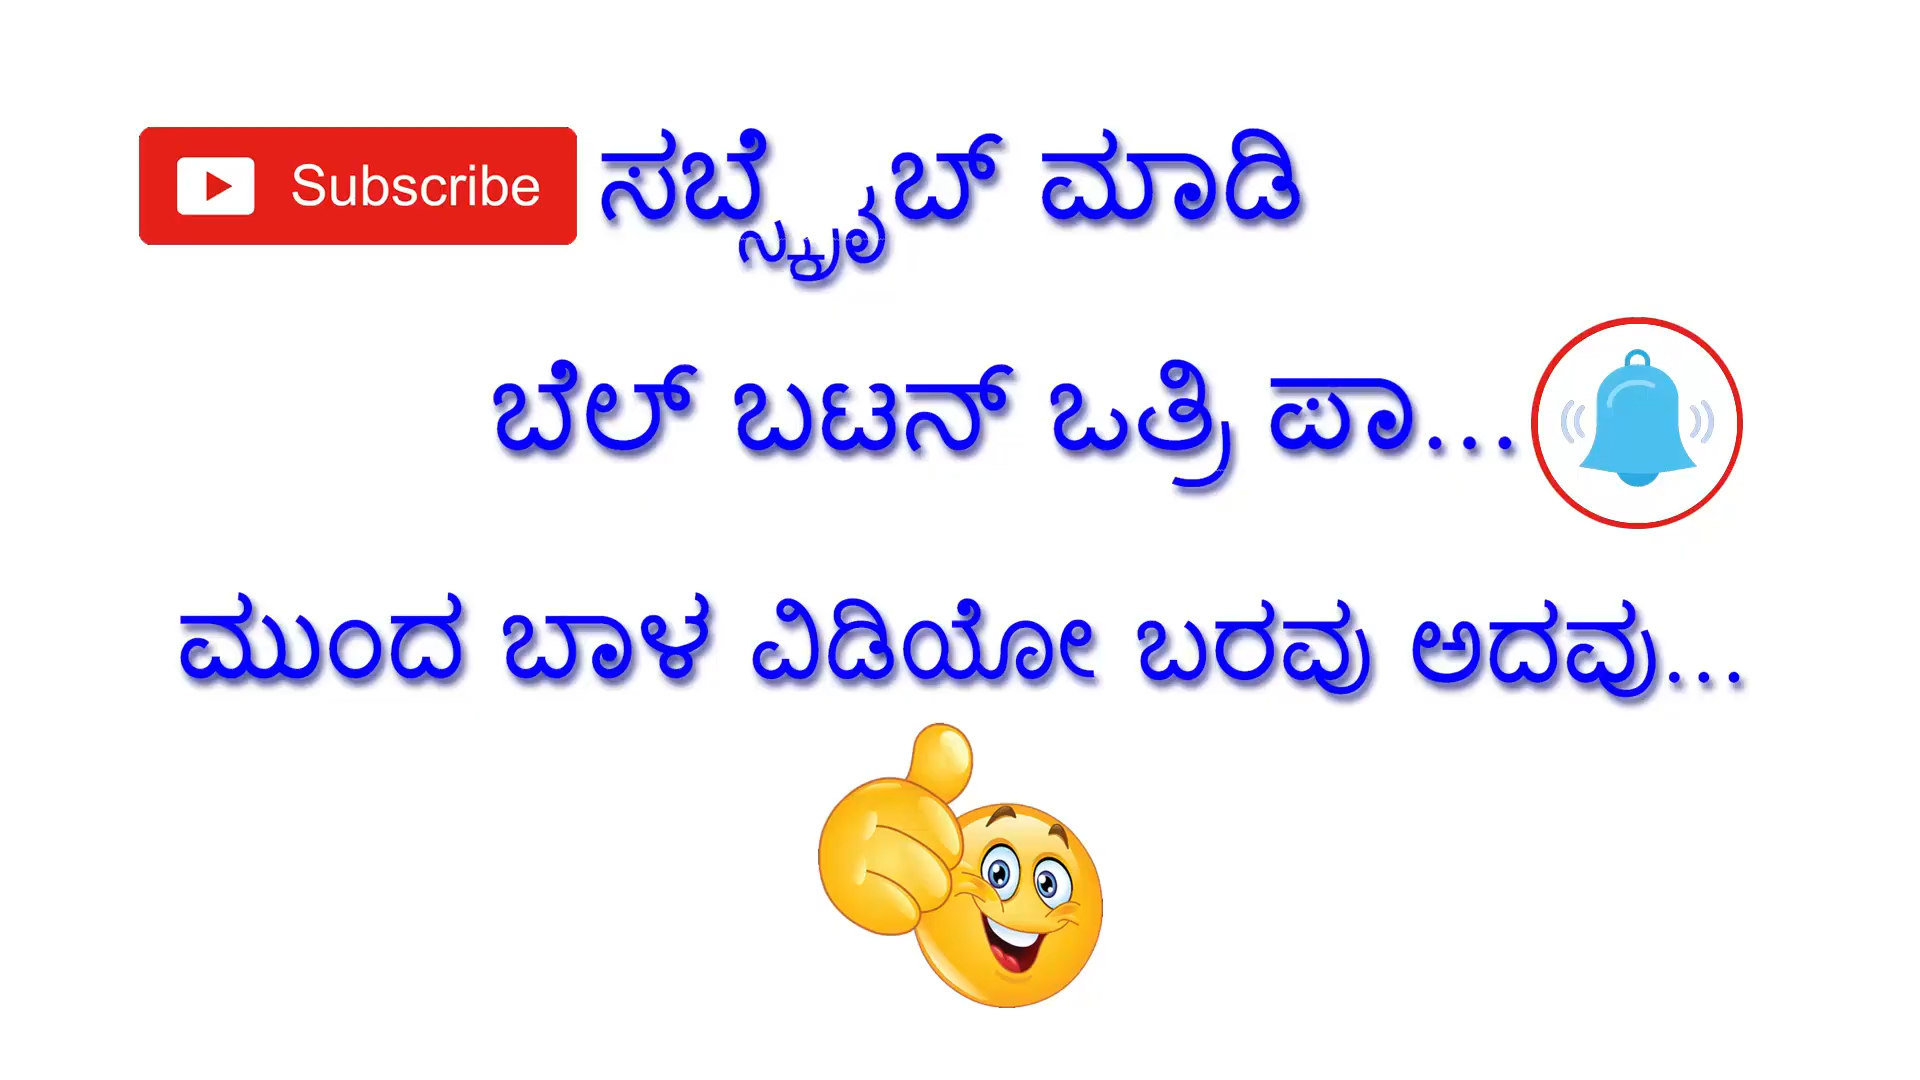 Subscribe ಸಬ್ಸ್ಕ್ರೈಬ್ ಮಾಡಿ
ಬೆಲ್ ಬಟನ್ ಒತ್ರಿ ಪಾ...
ಮುಂದ ಬಾಳ ವಿಡಿಯೋ ಬರವು ಅದವು...